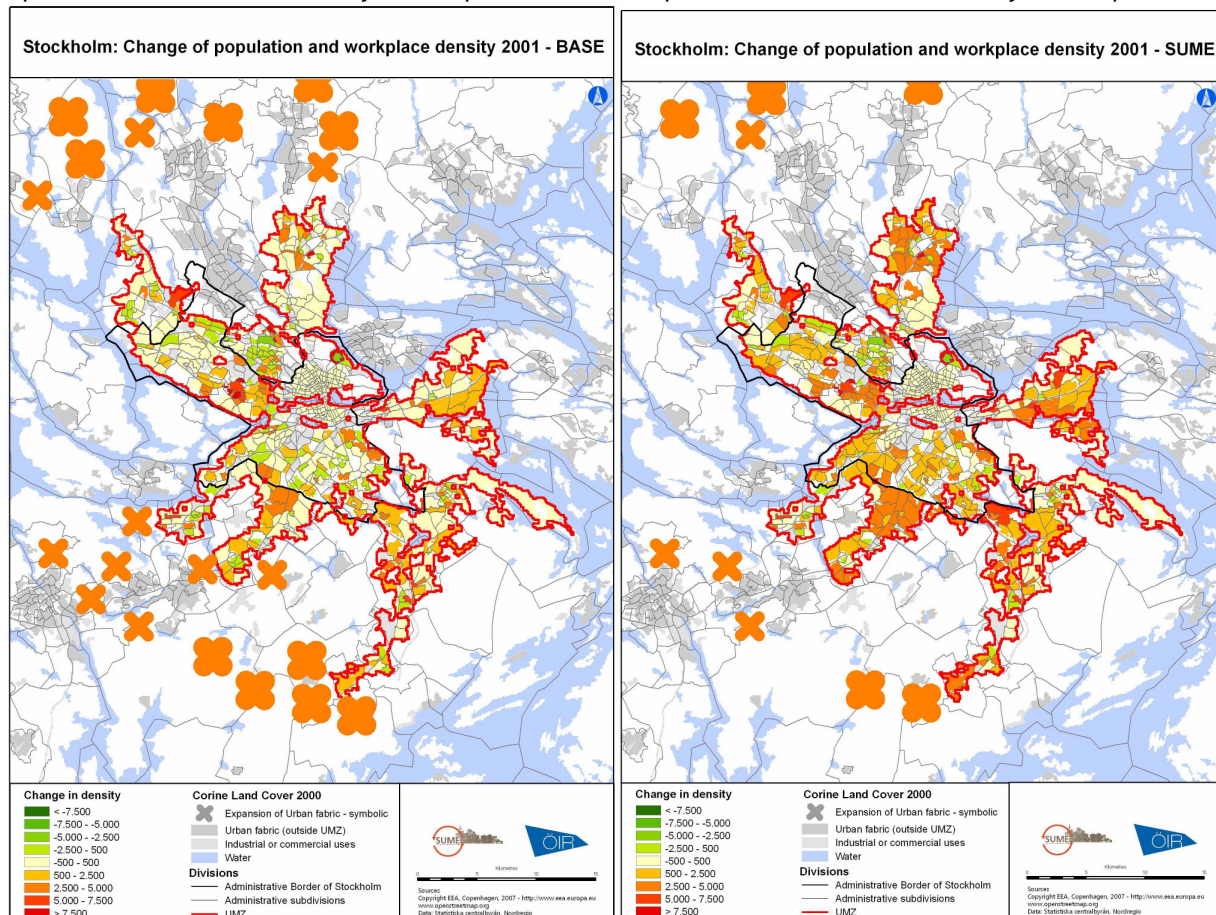 Stockholm: Change of population and workplace density 2001 - BASE
Change in density
< -7.500
-7.500 - -5.000
-5.000 - -2.500
-2.500 - 500
-500 - 500
500 - 2.500
2.500 - 5.000
5.000 - 7.500
> 7.500
Corine Land Cover 2000
Expansion of Urban fabric - symbolic
Urban fabric (outside UMZ)
Industrial or commercial uses
Water
Divisions
Administrative Border of Stockholm
Administrative subdivisions
UMZ
SUME
ÖIR
Kilometres
0
5
10
15
Sources
Copyright EEA, Copenhagen, 2007 - http://www.eea.europa.eu
www.openstreetmap.org
Data: Statistiska centralbyrån, Nordregio
Stockholm: Change of population and workplace density 2001 - SUME
Change in density
< -7.500
-7.500 - -5.000
-5.000 - -2.500
-2.500 - 500
-500 - 500
500 - 2.500
2.500 - 5.000
5.000 - 7.500
> 7.500
Corine Land Cover 2000
Expansion of Urban fabric - symbolic
Urban fabric (outside UMZ)
Industrial or commercial uses
Water
Divisions
Administrative Border of Stockholm
Administrative subdivisions
UMZ
SUME
ÖIR
Kilometres
Sources
Copyright EEA, Copenhagen, 2007 - http://www.eea.europa.eu
www.openstreetmap.org
Data: Statistiska centralbyrån, Nordregio